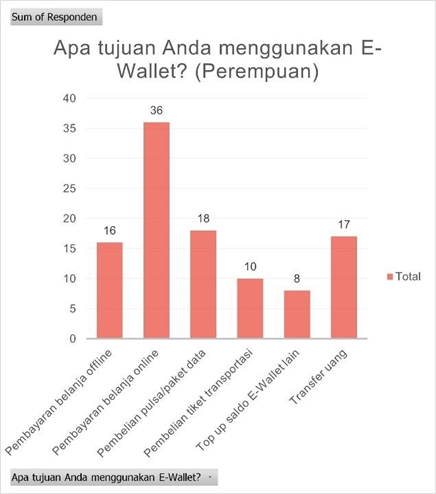 Sum of Responden
Apa tujuan Anda menggunakan E-
Wallet? (Perempuan)
40
35
30
25
20
15
10
5
0
16
36
18
10
8
17
Total
Pembayaran belanja offline
Pembayaran belanja online
Pembelian pulsa/paket data
Pembelian tiket transportasi
Top up saldo E-Wallet lain
Transfer uang
Apa tujuan Anda menggunakan E-Wallet?